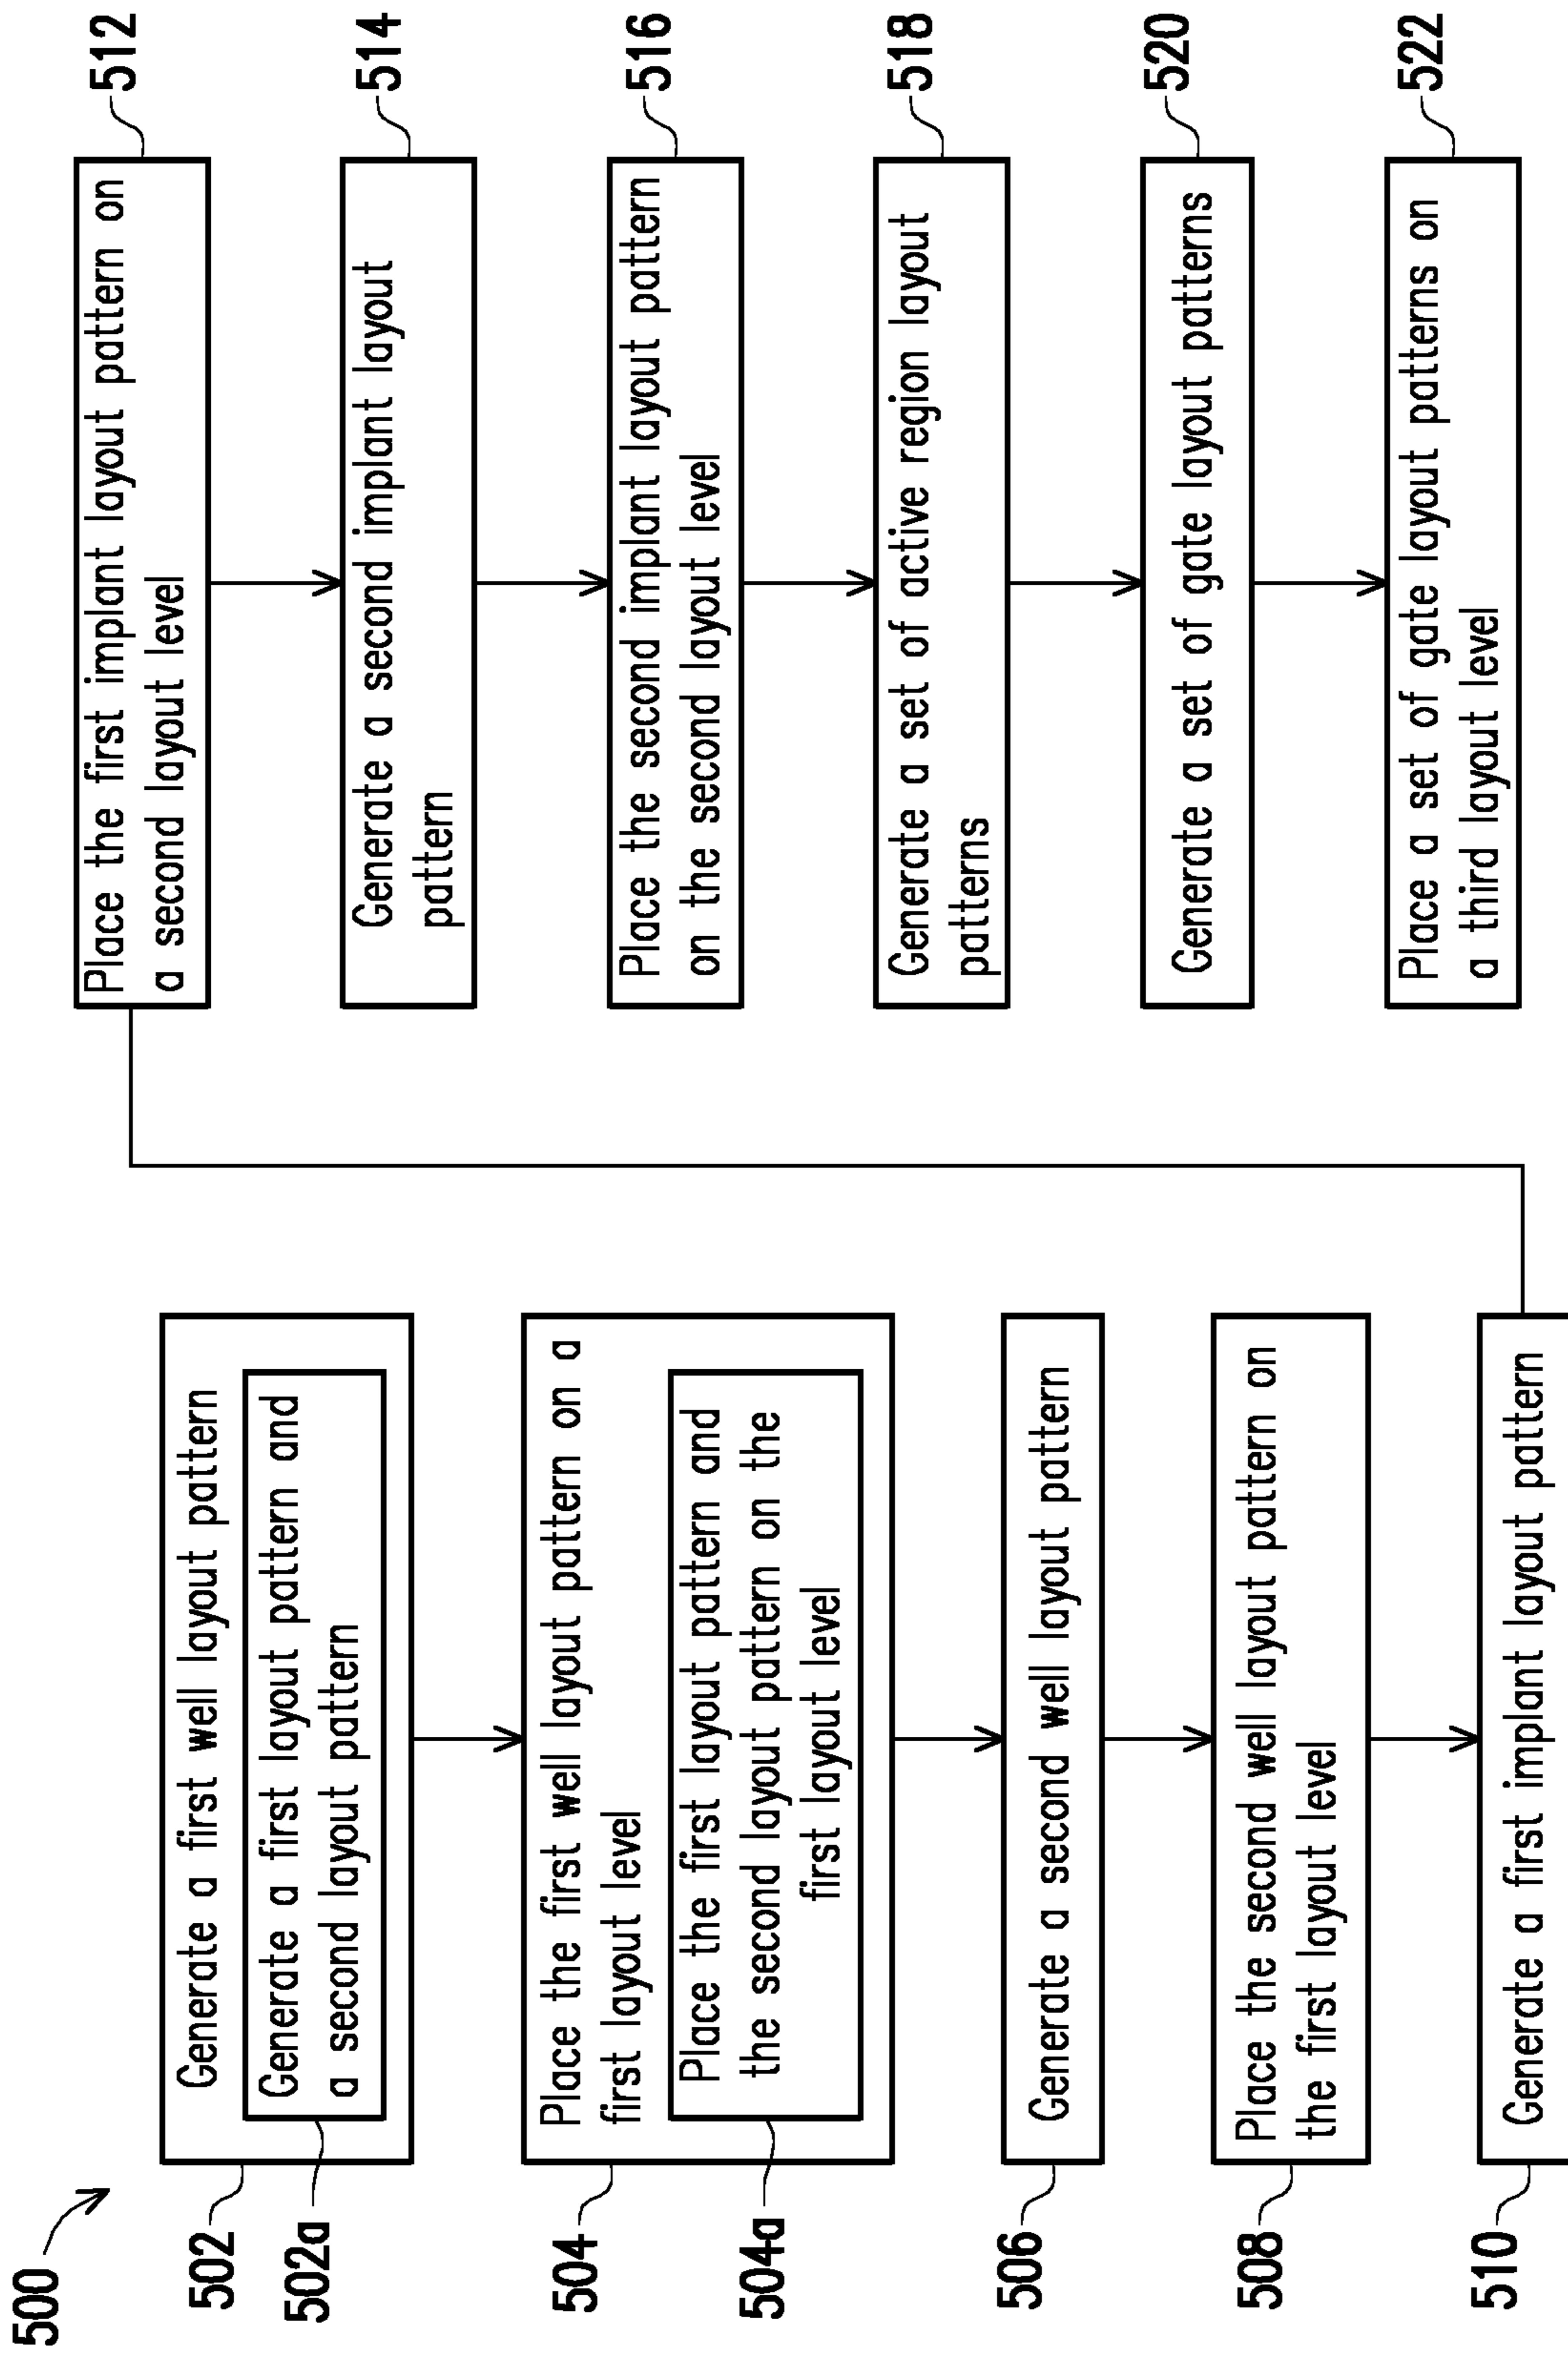 500
502
Generate a first well layout pattern
502a
Generate a first layout pattern and
a second layout pattern
504
Place the first well layout pattern on a
first layout level
504a
Place the first layout pattern and
the second layout pattern on the
first layout level
506
Generate a second well layout pattern
508
Place the second well layout pattern on
the first layout level
510
Generate a first implant layout pattern
512
Place the first implant layout pattern on
a second layout level
514
Generate a second implant layout
pattern
516
Place the second implant layout pattern
on the second layout level
518
Generate a set of active region layout
patterns
520
Generate a set of gate layout patterns
522
Place a set of gate layout patterns on
a third layout level